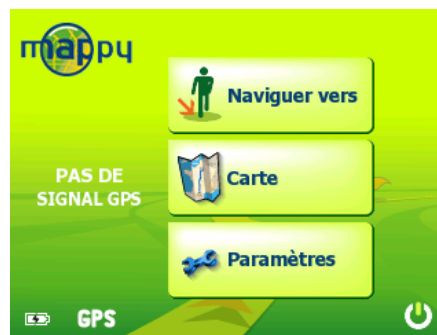 mappy
Naviguer vers
PAS DE
SIGNAL GPS
Carte
Paramètres
GPS